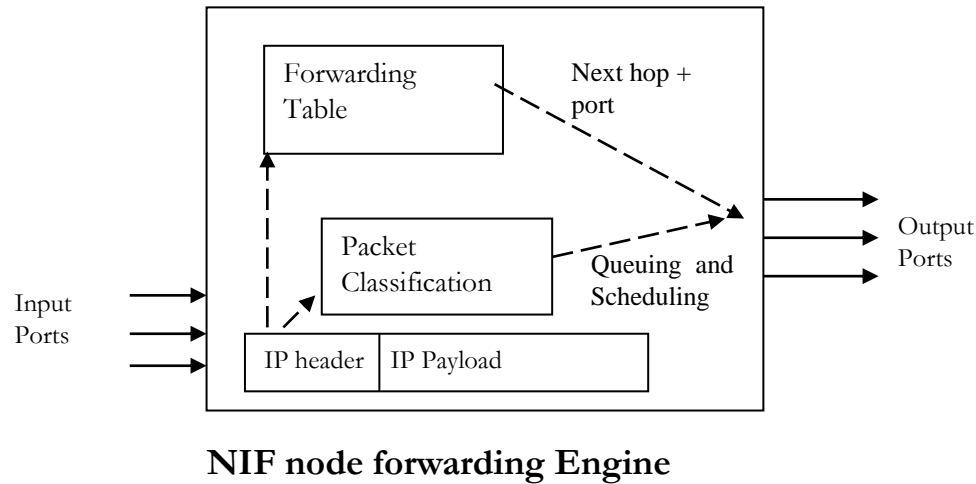 Forwarding
Table
Next hop +
port
Packet
Classification
Queuing and
Scheduling
Output
Ports
Input
Ports
IP header
IP Payload
NIF node forwarding Engine